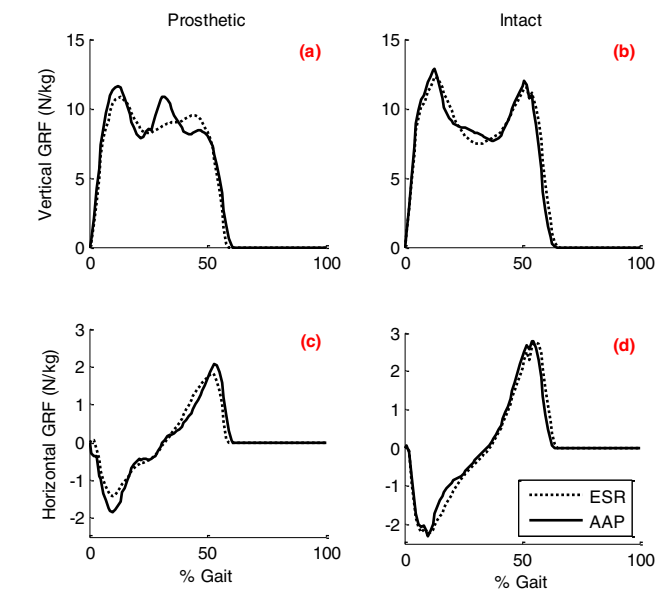 Prosthetic
Intact
(a)
(b)
Vertical GRF (N/kg)
15
10
5
0
0
50
100
15
10
5
0
0
50
100
(c)
(d)
Horizontal GRF (N/kg)
3
2
1
0
-1
-2
0
50
100
% Gait
3
2
1
0
-1
-2
0
50
100
% Gait
ESR
AAP